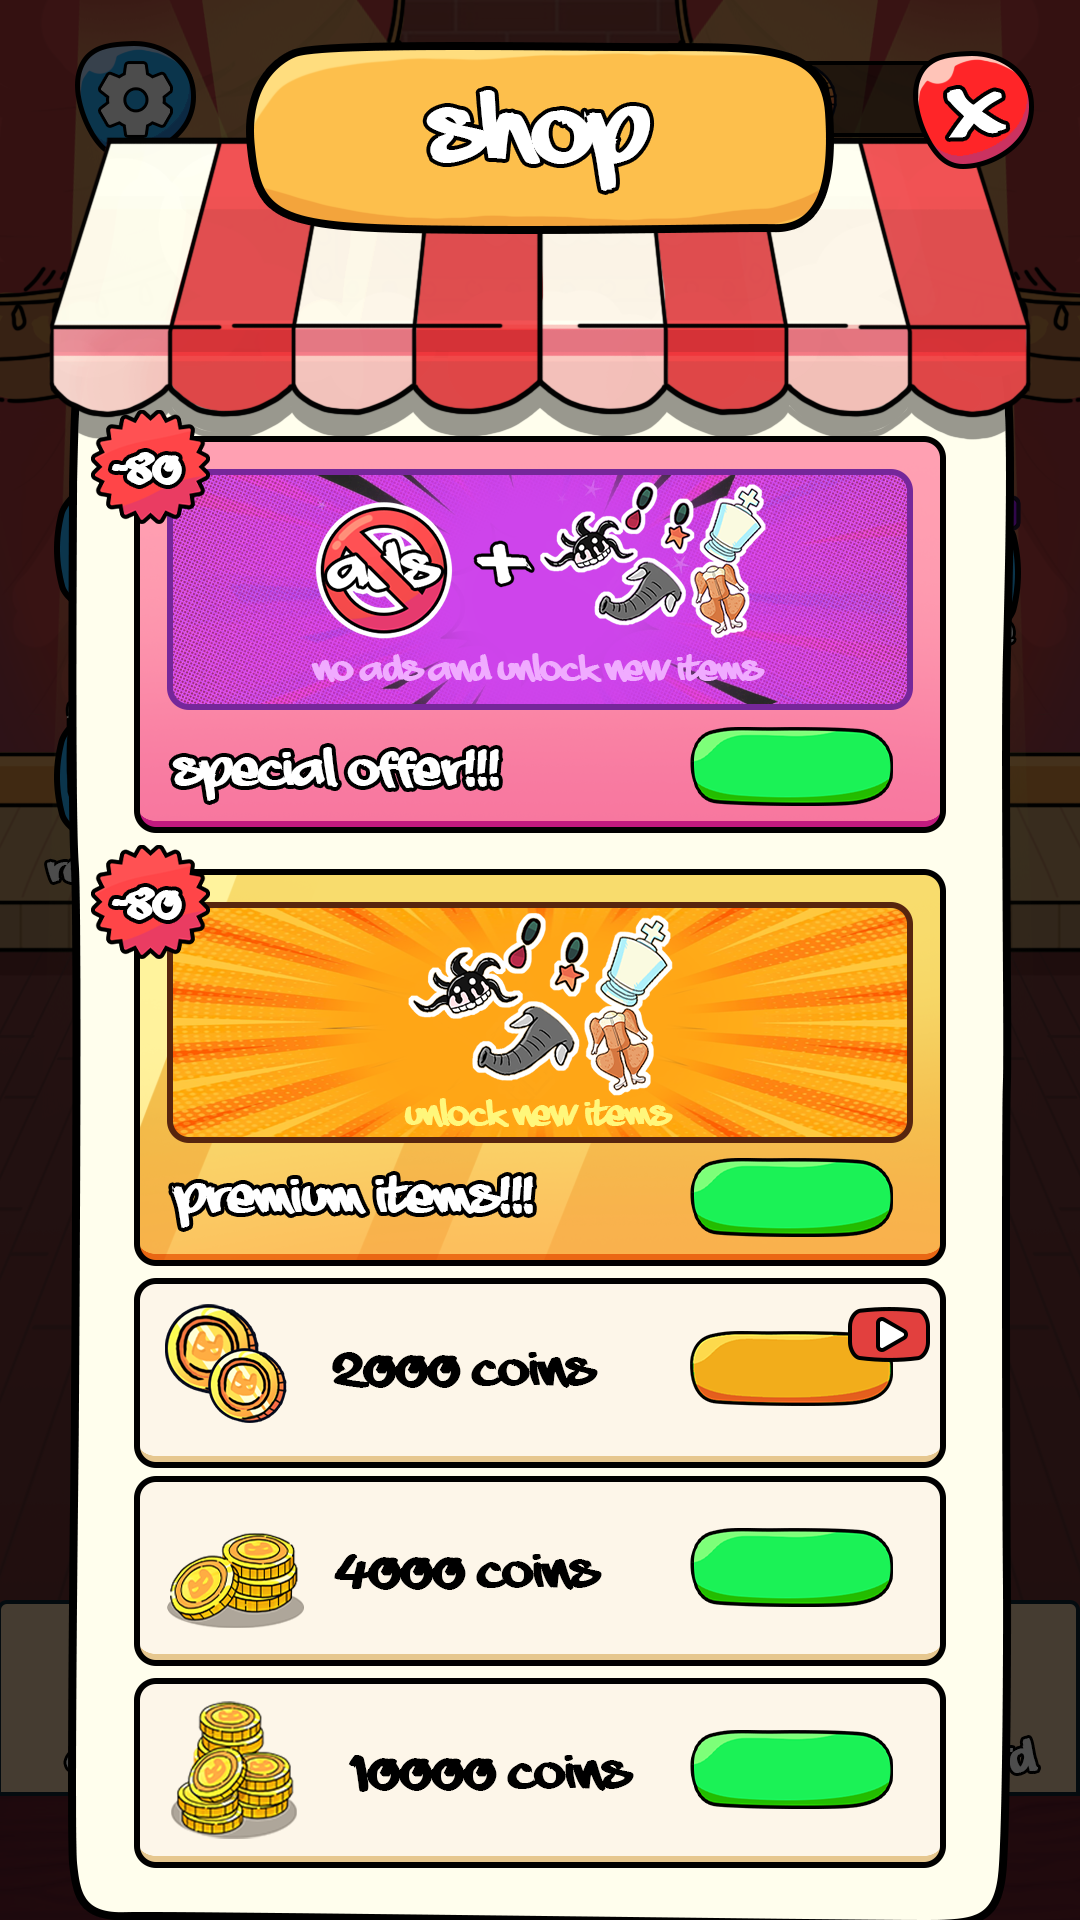 shop
-80
ads +
no ads and unlock new items
special offer!!!
-80
unlock new items
premium items!!!
2000 coins
4000 coins
10000 coins